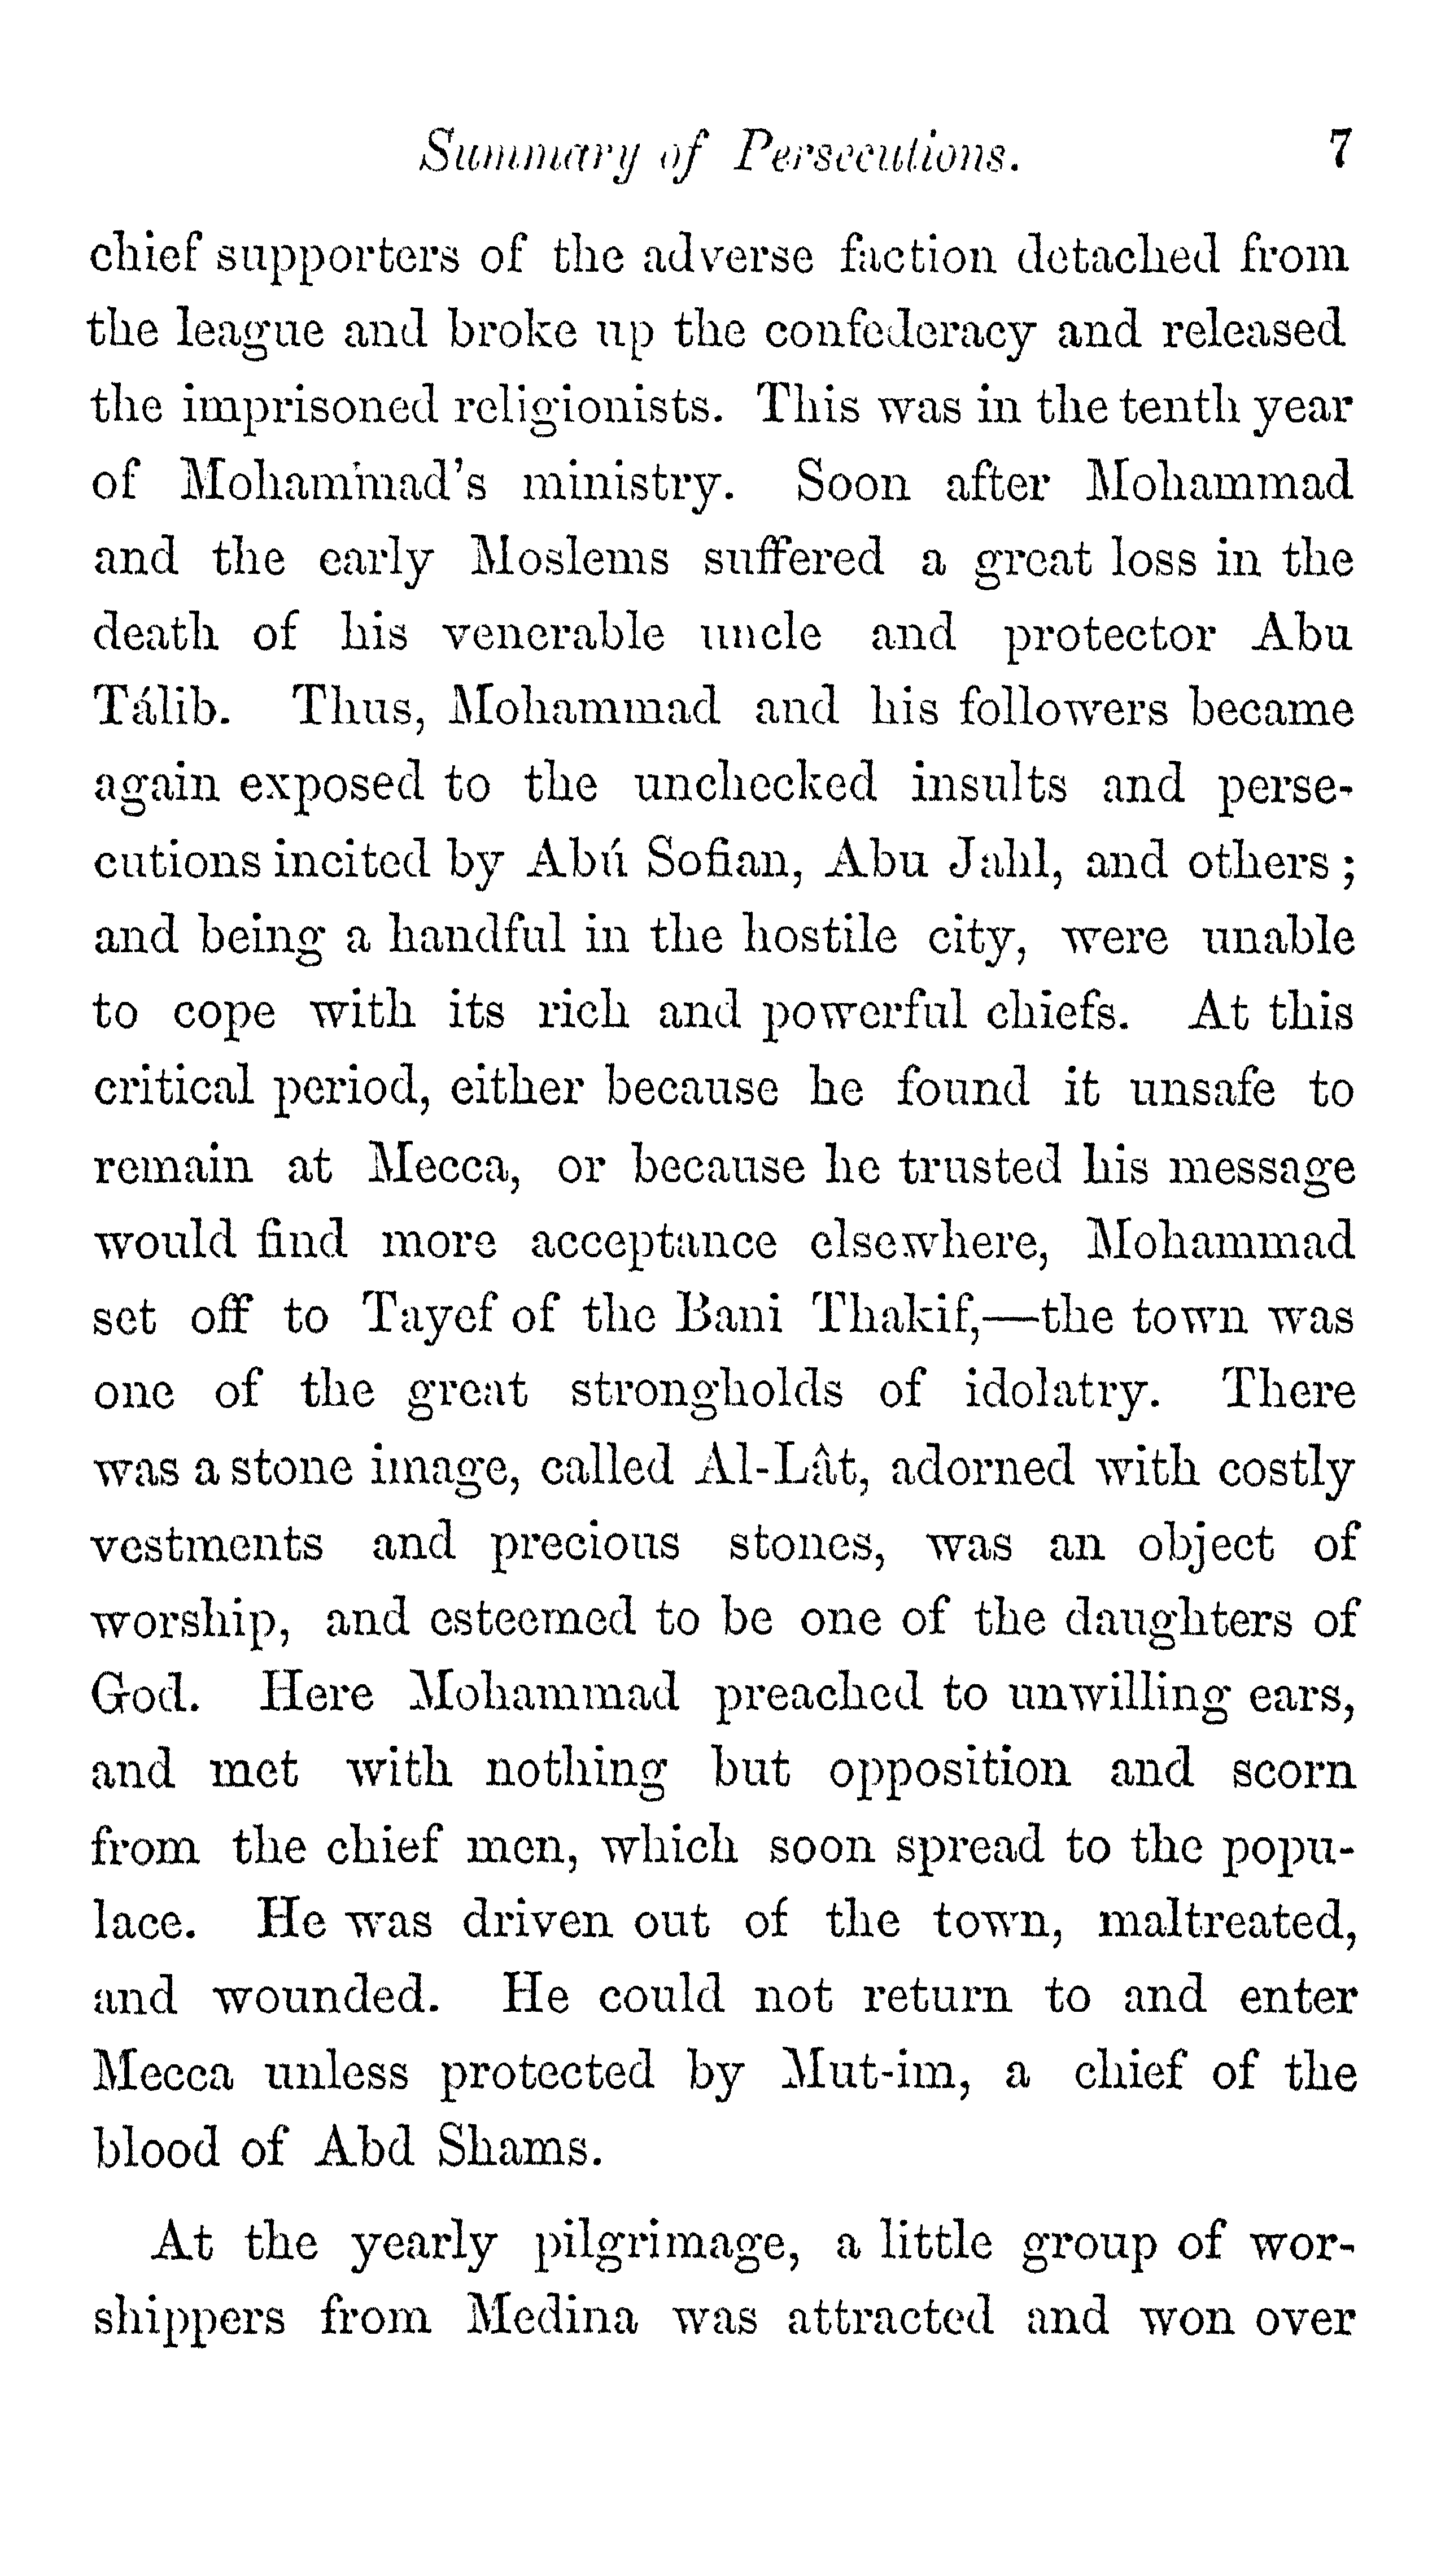 Summary of Persecutions. 7
chief supporters of the adverse faction detached from
the league and broke up the confederacy and released
the imprisoned religionists. This was in the tenth year
of Mohammad's ministry. Soon after Mohammad
and the early Moslems suffered a great loss in the
death of his venerable uncle and protector Abu
Tálib. Thus, Mohammad and his followers became
again exposed to the unchecked insults and perse-
cutions incited by Abú Sofian, Abu Jahl, and others;
and being a handful in the hostile city, were unable
to cope with its rich and powerful chiefs. At this
critical period, either because he found it unsafe to
remain at Mecca, or because he trusted his message
would find more acceptance elsewhere, Mohammad
set off to Tayef of the Bani Thakif,—the town was
one of the great strongholds of idolatry. There
was a stone image, called Al-Lât, adorned with costly
vestments and precious stones, was an object of
worship, and esteemed to be one of the daughters of
God. Here Mohammad preached to unwilling ears,
and met with nothing but opposition and scorn
from the chief men, which soon spread to the popu-
lace. He was driven out of the town, maltreated,
and wounded. He could not return to and enter
Mecca unless protected by Mut-im, a chief of the
blood of Abd Shams.
At the yearly pilgrimage, a little group of wor-
shippers from Medina was attracted and won over